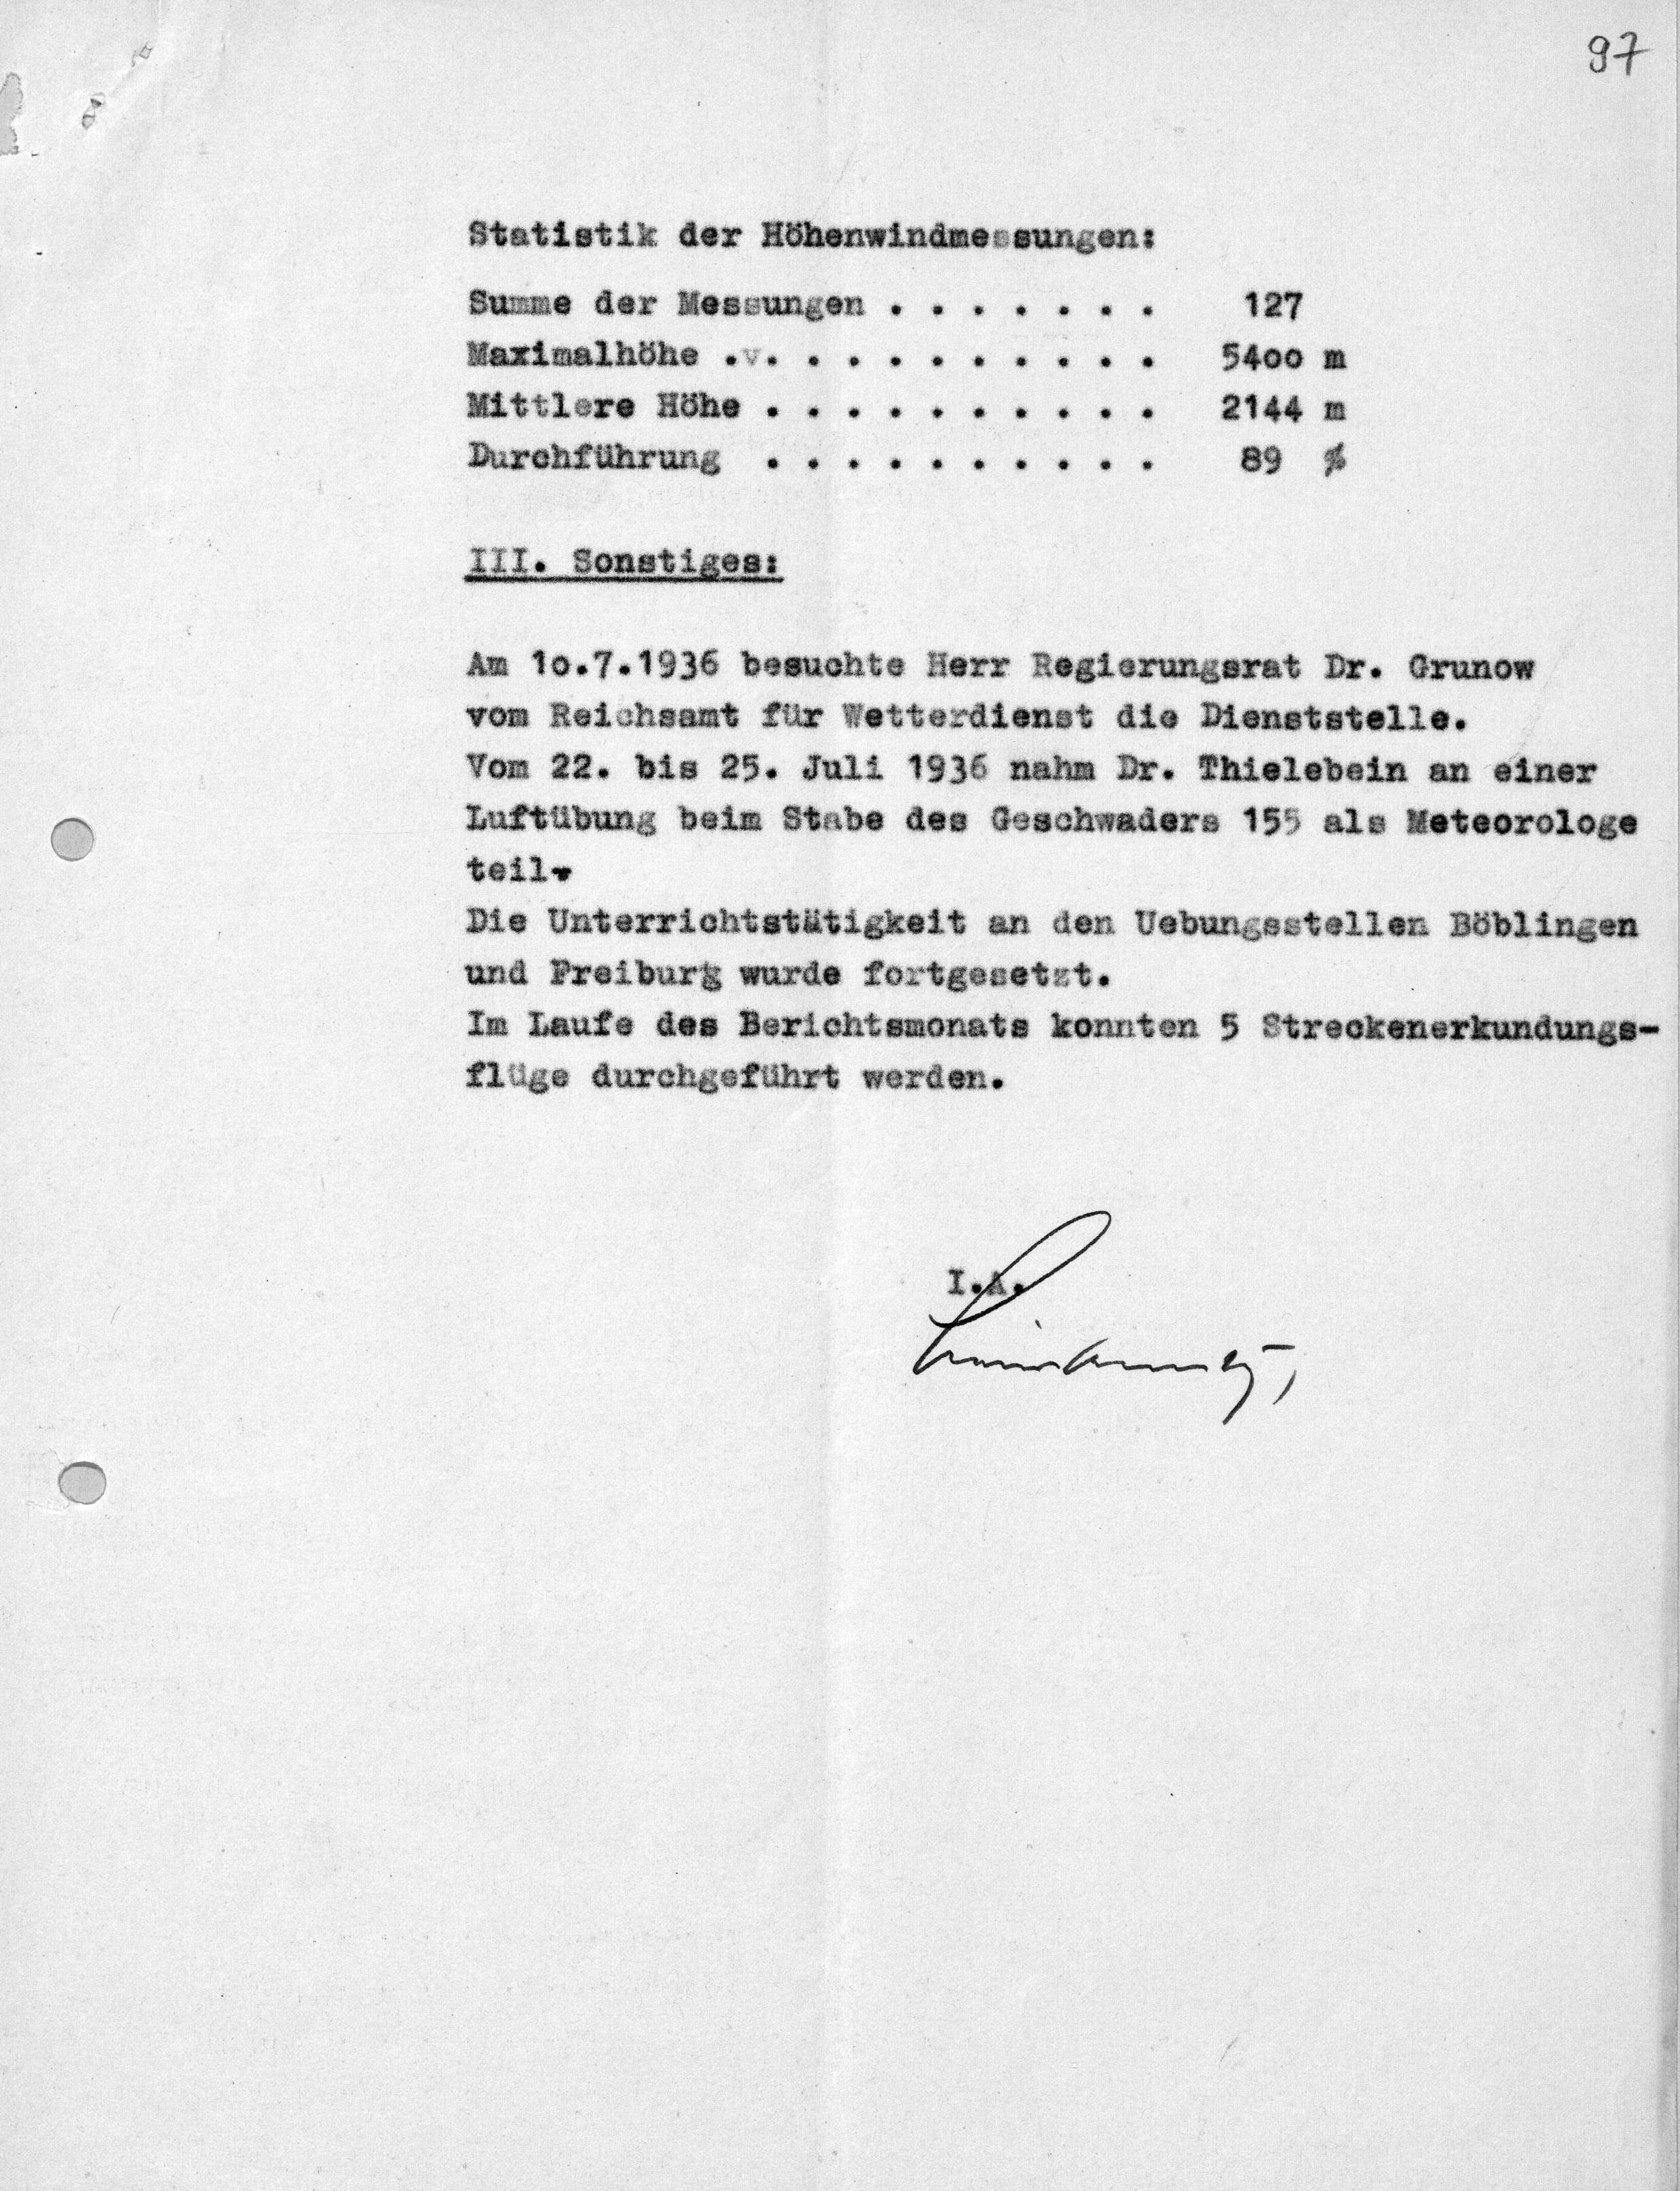 97
Statistik der Höhenwindmessungen:
Summe der Messungen . . . . . . . 127
Maximalhöhe .v. . . . . . . . . . 5400 m
Mittlere Höhe . . . . . . . . . . 2144 m
Durchführung . . . . . . . . . . 89 %
III. Sonstiges:
Am 10.7.1936 besuchte Herr Regierungsrat Dr. Grunow
vom Reichsamt für Wetterdienst die Dienststelle.
Vom 22. bis 25. Juli 1936 nahm Dr. Thielebein an einer
Luftübung beim Stabe des Geschwaders 155 als Meteorologe
teil.
Die Unterrichtstätigkeit an den Uebungsstellen Böblingen
und Freiburg wurde fortgesetzt.
Im Laufe des Berichtsmonats konnten 5 Streckenerkundungs-
flüge durchgeführt werden.
I.A.